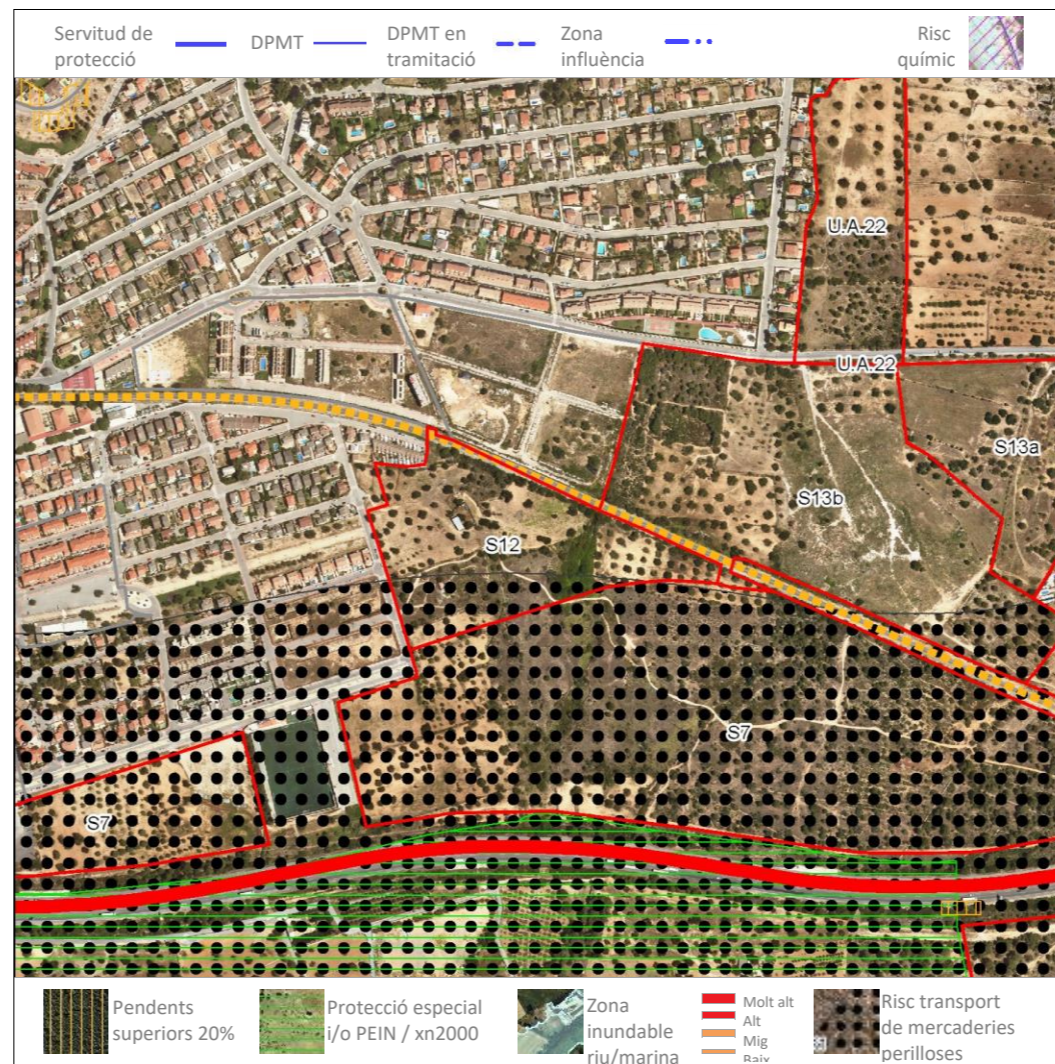 Servitud de
protecció
DPMT
DPMT en
tramitació
Zona
influència
Risc
químic
U.A.22
U.A.22
S13a
S13b
S12
S7
S7
Pendents
superiors 20%
Protecció especial
i/o PEIN / xn2000
Zona
inundable
riu/marina
Molt alt
Alt
Mig
Baix
Risc transport
de mercaderies
perilloses